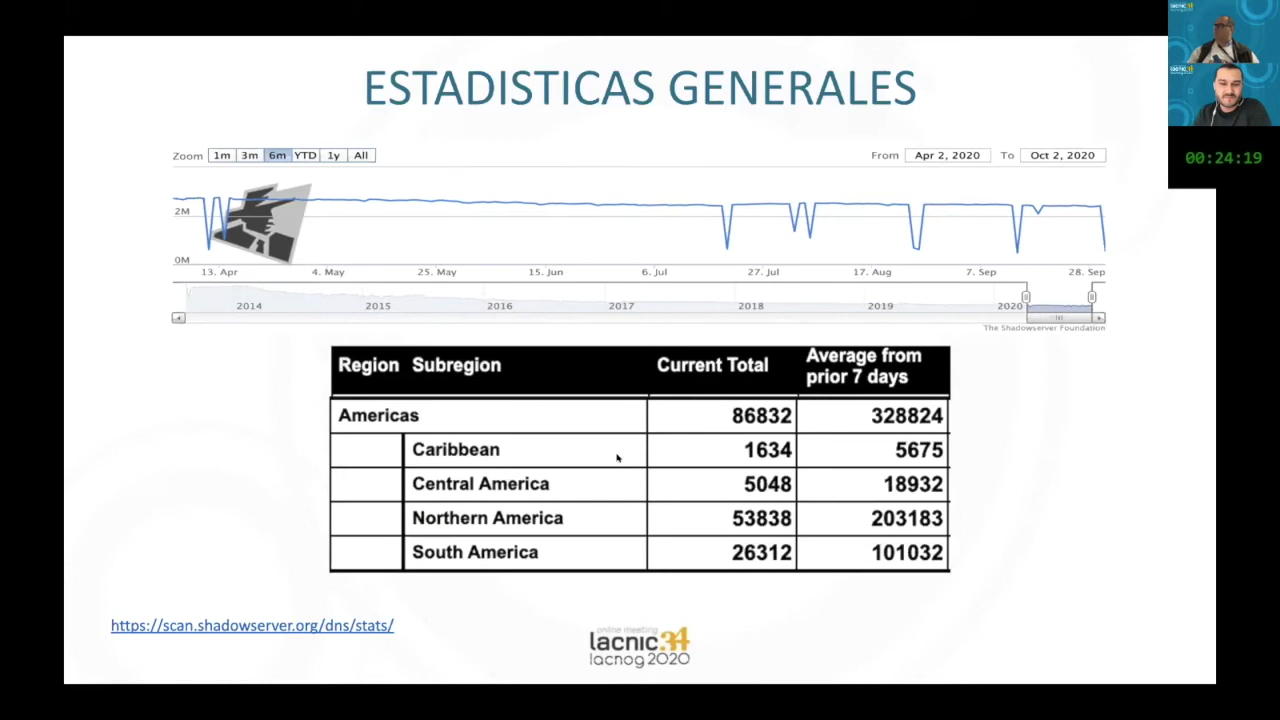 ESTADISTICAS GENERALES
Zoom 1m 3m 6m YTD 1y All From Apr 2, 2020 To Oct 2, 2020
00:24:19
2M
0M
13. Apr 4. May 25. May 15. Jun 6. Jul 27. Jul 17. Aug 7. Sep 28. Sep
2014 2015 2016 2017 2018 2019 2020
The Shadowserver Foundation
Region Subregion Current Total Average from prior 7 days
Americas 86832 328824
Caribbean 1634 5675
Central America 5048 18932
Northern America 53838 203183
South America 26312 101032
https://scan.shadowserver.org/dns/stats/
online meeting
lacnic 34
lacnog 2020